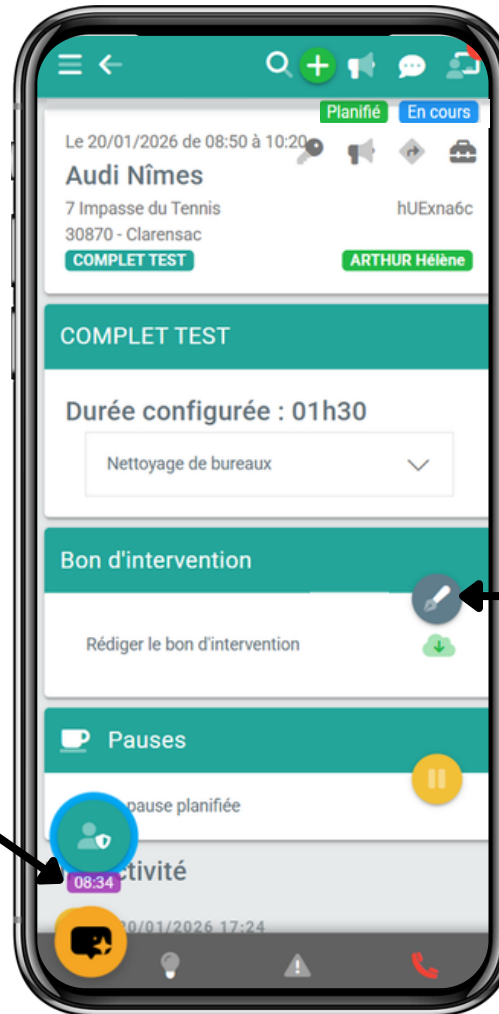 Planifié En cours
Le 20/01/2026 de 08:50 à 10:20
Audi Nîmes
7 Impasse du Tennis hUExna6c
30870 - Clarensac
COMPLET TEST ARTHUR Hélène
COMPLET TEST
Durée configurée : 01h30
Nettoyage de bureaux
Bon d'intervention
Rédiger le bon d'intervention
Pauses
pause planifiée
08:34 tivité
20/01/2026 17:24